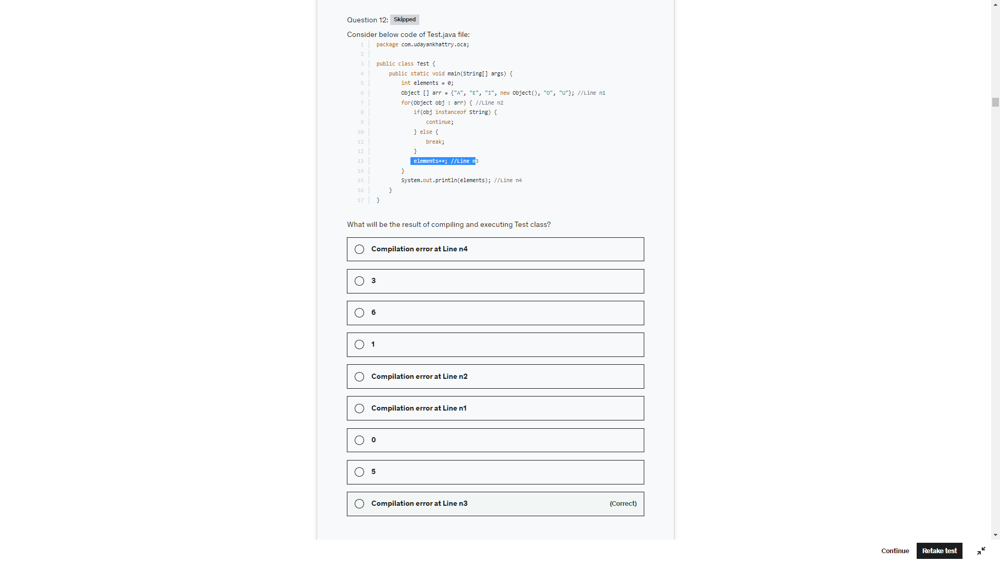 Question 12: Skipped
Consider below code of Test.java file:
1 package com.udayankhattry.oca;
2
3 public class Test {
4 public static void main(String[] args) {
5 int elements = 0;
6 Object [] arr = {"A", "E", "I", new Object(), "O", "U"}; //Line n1
7 for(Object obj : arr) { //Line n2
8 if(obj instanceof String) {
9 continue;
10 } else {
11 break;
12 }
13 elements++; //Line n3
14 }
15 System.out.println(elements); //Line n4
16 }
17 }
What will be the result of compiling and executing Test class?
Compilation error at Line n4
3
6
1
Compilation error at Line n2
Compilation error at Line n1
0
5
Compilation error at Line n3 (Correct)
Continue Retake test